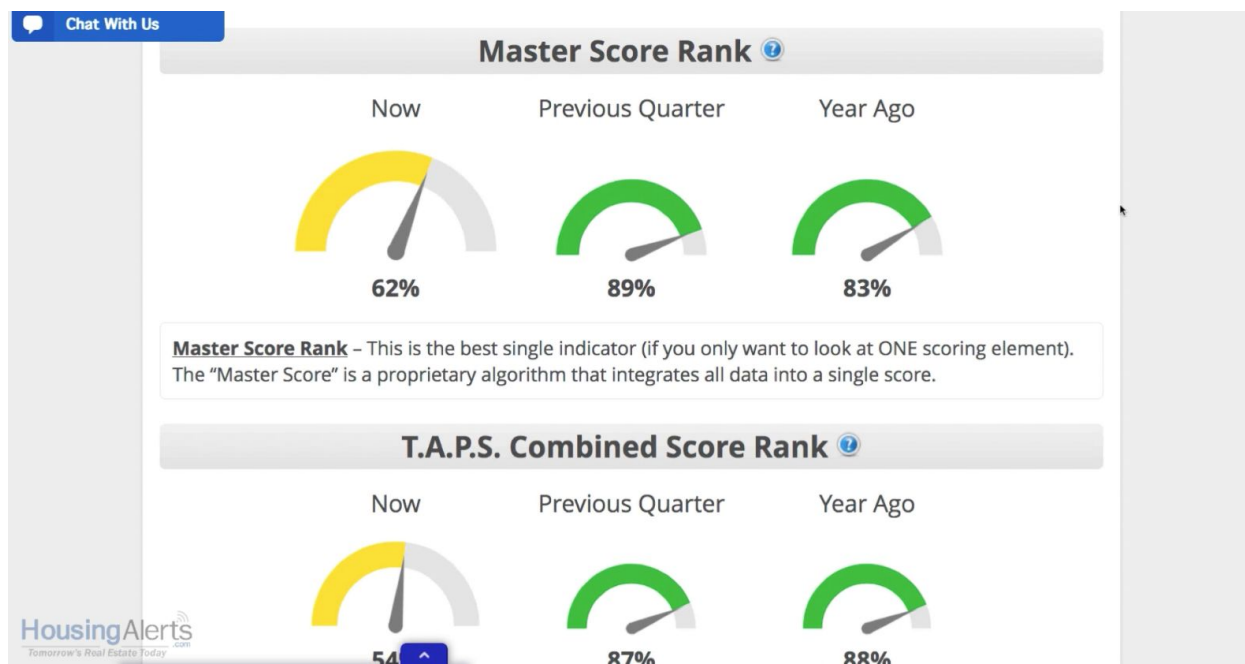 Chat With Us
Master Score Rank
Now Previous Quarter Year Ago
62% 89% 83%
Master Score Rank – This is the best single indicator (if you only want to look at ONE scoring element).
The “Master Score” is a proprietary algorithm that integrates all data into a single score.
T.A.P.S. Combined Score Rank
Now Previous Quarter Year Ago
54 87% 88%
HousingAlerts
.com
Tomorrow's Real Estate Today